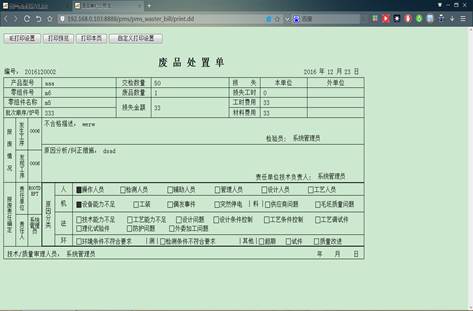 192.168.0.103:8888/pms/pms_waster_bill/print.dd
百度
IE打印设置 打印预览 打印本页 自定义打印设置
废品处置单
编号： 2016120002 2016 年 12 月 23 日
产品型号 aaa 交检数量 50 损 失 本单位 外单位
零组件号 m6 废品数量 1 损失工时 0
零组件名称 m5 损失金额 33 工时费用 33
批次顺序/炉号 333 材料费用 33
报废情况 发生工序 0006 不合格描述： werw
检验员： 系统管理员
发现工序 0006 原因分析/纠正措施： dsad
责任单位技术负责人： 系统管理员
报废责任确定 责任单位 ROOTDEPT 原因分类 人 操作人员 检测人员 辅助人员 管理人员 设计人员 工艺人员
机 设备能力不足 工装 偶发事件 突然停电 料 供应商问题 毛坯质量问题
责任人 系统管理员 法 技术能力不足 工艺能力不足 设计问题 设计条件控制 工艺条件控制 工艺调试件
理化试验件 防护问题 外委加工问题
环 环境条件不符合要求 测 检测条件不符合要求 其他 超期 试件 质量改进
技术/质量审理人员： 系统管理员 年 月 日